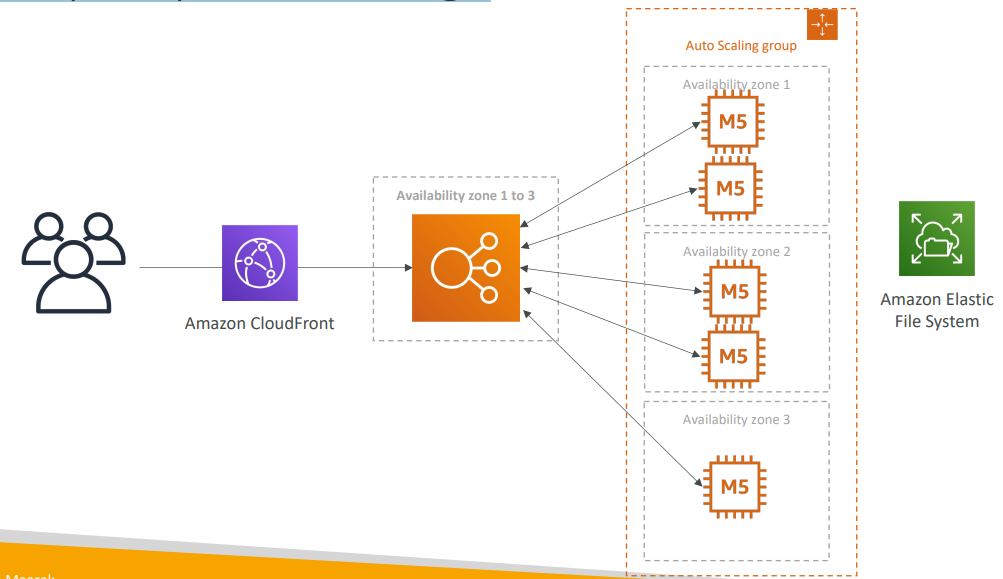 Auto Scaling group
Availability zone 1
M5
M5
Availability zone 1 to 3
Availability zone 2
M5
M5
Amazon CloudFront
Amazon Elastic
File System
Availability zone 3
M5